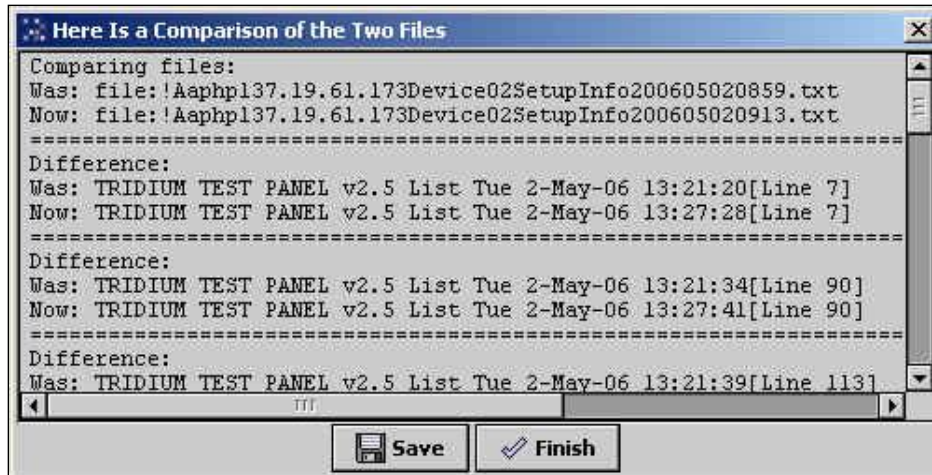 Here Is a Comparison of the Two Files
Comparing files:
Was: file:!Aaphp137.19.61.173Device02SetupInfo200605020859.txt
Now: file:!Aaphp137.19.61.173Device02SetupInfo200605020913.txt
==================================================================
Difference:
Was: TRIDIUM TEST PANEL v2.5 List Tue 2-May-06 13:21:20[Line 7]
Now: TRIDIUM TEST PANEL v2.5 List Tue 2-May-06 13:27:28[Line 7]
==================================================================
Difference:
Was: TRIDIUM TEST PANEL v2.5 List Tue 2-May-06 13:21:34[Line 90]
Now: TRIDIUM TEST PANEL v2.5 List Tue 2-May-06 13:27:41[Line 90]
==================================================================
Difference:
Was: TRIDIUM TEST PANEL v2.5 List Tue 2-May-06 13:21:39[Line 113]
Save Finish